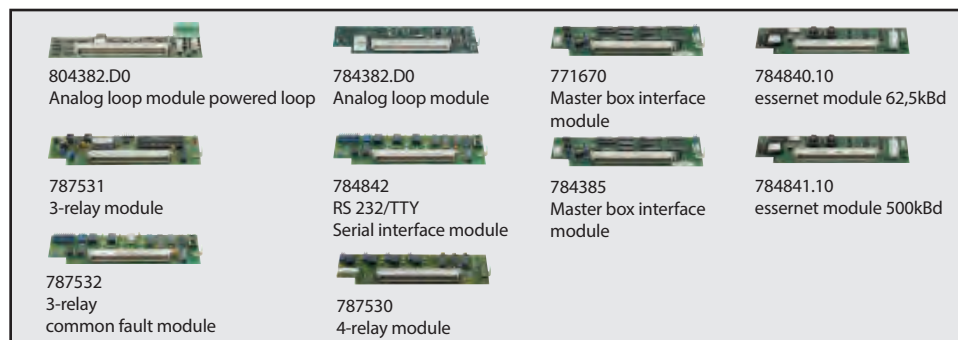 804382.D0
Analog loop module powered loop
784382.D0
Analog loop module
771670
Master box interface
module
784840.10
essernet module 62,5kBd
787531
3-relay module
784842
RS 232/TTY
Serial interface module
784385
Master box interface
module
784841.10
essernet module 500kBd
787532
3-relay
common fault module
787530
4-relay module